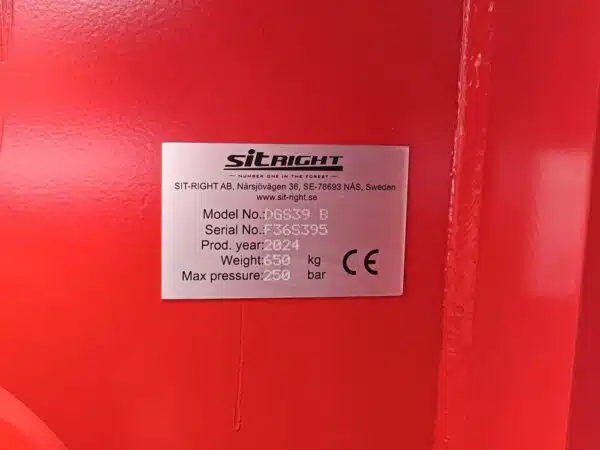 sitRIGHT
NUMBER ONE IN THE FOREST
SIT-RIGHT AB, Närsjövägen 36, SE-78693 NÅS, Sweden
www.sit-right.se
Model No.:DGS39 B
Serial No.:F36S395
Prod. year:2024
Weight:650 kg
Max pressure:250 bar
CE